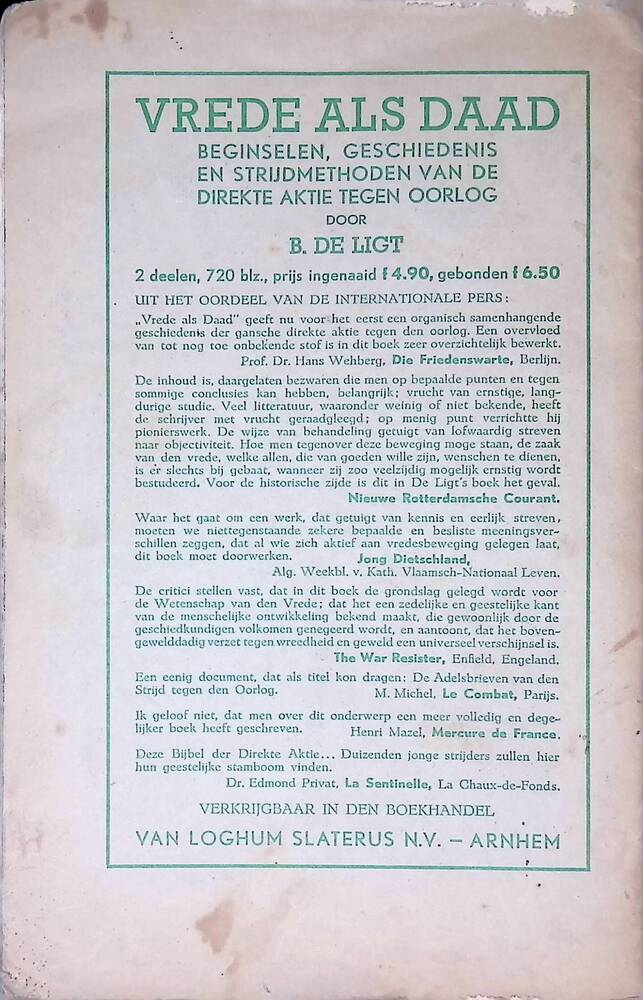 VREDE ALS DAAD
BEGINSELEN, GESCHIEDENIS
EN STRIJDMETHODEN VAN DE
DIREKTE AKTIE TEGEN OORLOG
DOOR
B. DE LIGT
2 deelen, 720 blz., prijs ingenaaid f 4.90, gebonden f 6.50
UIT HET OORDEEL VAN DE INTERNATIONALE PERS:
„Vrede als Daad” geeft nu voor het eerst een organisch samenhangende
geschiedenis der gansche direkte aktie tegen den oorlog. Een overvloed
van tot nog toe onbekende stof is in dit boek zeer overzichtelijk bewerkt.
Prof. Dr. Hans Wehberg, Die Friedenswarte, Berlijn.
De inhoud is, daargelaten bezwaren die men op bepaalde punten en tegen
sommige conclusies kan hebben, belangrijk; vrucht van ernstige, lang-
durige studie. Veel litteratuur, waaronder weinig of niet bekende, heeft
de schrijver met vrucht geraadgleegd; op menig punt verrichtte hij
pionierswerk. De wijze van behandeling getuigt van lofwaardig streven
naar objectiviteit. Hoe men tegenover deze beweging moge staan, de zaak
van den vrede, welke allen, die van goeden wille zijn, wenschen te dienen,
is er slechts bij gebaat, wanneer zij zoo veelzijdig mogelijk ernstig wordt
bestudeerd. Voor de historische zijde is dit in De Ligt's boek het geval.
Nieuwe Rotterdamsche Courant.
Waar het gaat om een werk, dat getuigt van kennis en eerlijk streven,
moeten we niettegenstaande zekere bepaalde en besliste meeningsver-
schillen zeggen, dat al wie zich aktief aan vredesbeweging gelegen laat,
dit boek moet doorwerken. Jong Dietschland,
Alg. Weekbl. v. Kath. Vlaamsch-Nationaal Leven.
De critici stellen vast, dat in dit boek de grondslag gelegd wordt voor
de Wetenschap van den Vrede; dat het een zedelijke en geestelijke kant
van de menschelijke ontwikkeling bekend maakt, die gewoonlijk door de
geschiedkundigen volkomen genegeerd wordt, en aantoont, dat het boven-
gewelddadig verzet tegen wreedheid en geweld een universeel verschijnsel is.
The War Resister, Enfield, Engeland.
Een eenig document, dat als titel kon dragen: De Adelsbrieven van den
Strijd tegen den Oorlog. M. Michel, Le Combat, Parijs.
Ik geloof niet, dat men over dit onderwerp een meer volledig en dege-
lijker boek heeft geschreven. Henri Mazel, Mercure de France.
Deze Bijbel der Direkte Aktie... Duizenden jonge strijders zullen hier
hun geestelijke stamboom vinden.
Dr. Edmond Privat, La Sentinelle, La Chaux-de-Fonds.
VERKRIJGBAAR IN DEN BOEKHANDEL
VAN LOGHUM SLATERUS N.V. — ARNHEM